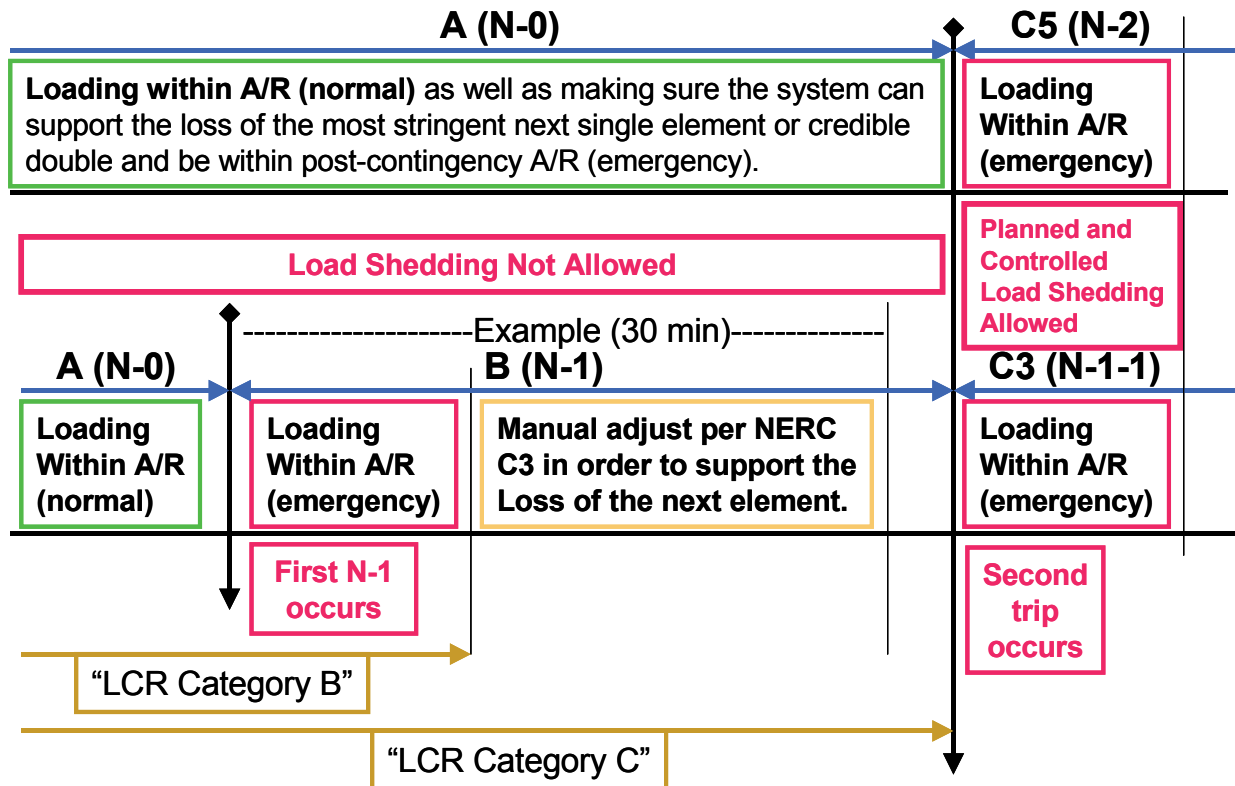 A (N-0)
C5 (N-2)
Loading within A/R (normal) as well as making sure the system can
support the loss of the most stringent next single element or credible
double and be within post-contingency A/R (emergency).
Loading
Within A/R
(emergency)
Load Shedding Not Allowed
Planned and
Controlled
Load Shedding
Allowed
---------------------Example (30 min)--------------
A (N-0)
B (N-1)
C3 (N-1-1)
Loading
Within A/R
(normal)
Loading
Within A/R
(emergency)
Manual adjust per NERC
C3 in order to support the
Loss of the next element.
Loading
Within A/R
(emergency)
First N-1
occurs
Second
trip
occurs
“LCR Category B”
“LCR Category C”